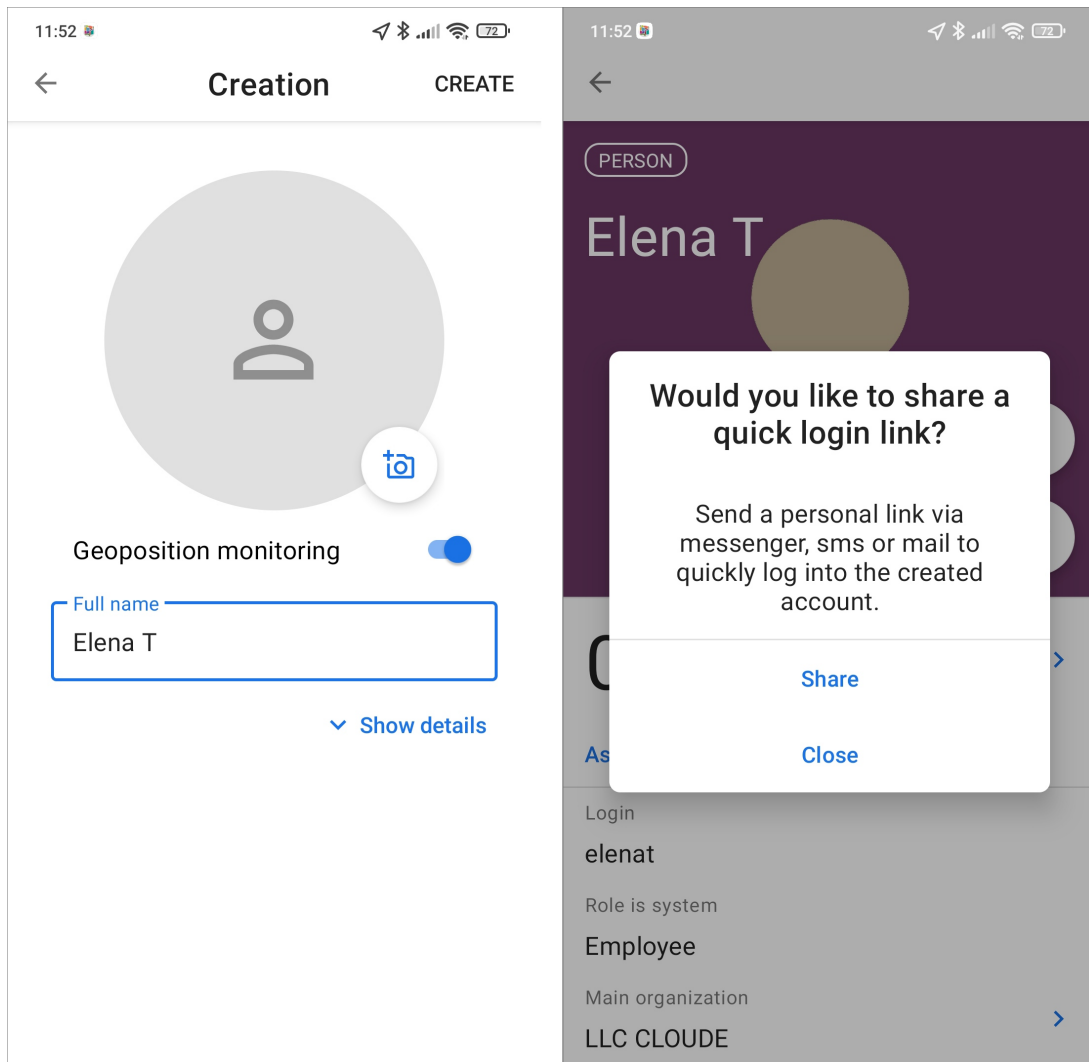 11:52
72
Creation
CREATE
Geoposition monitoring
Full name
Elena T
Show details
11:52
72
PERSON
Elena T
Would you like to share a
quick login link?
Send a personal link via
messenger, sms or mail to
quickly log into the created
account.
Share
Close
As
Login
elenat
Role is system
Employee
Main organization
LLC CLOUDE